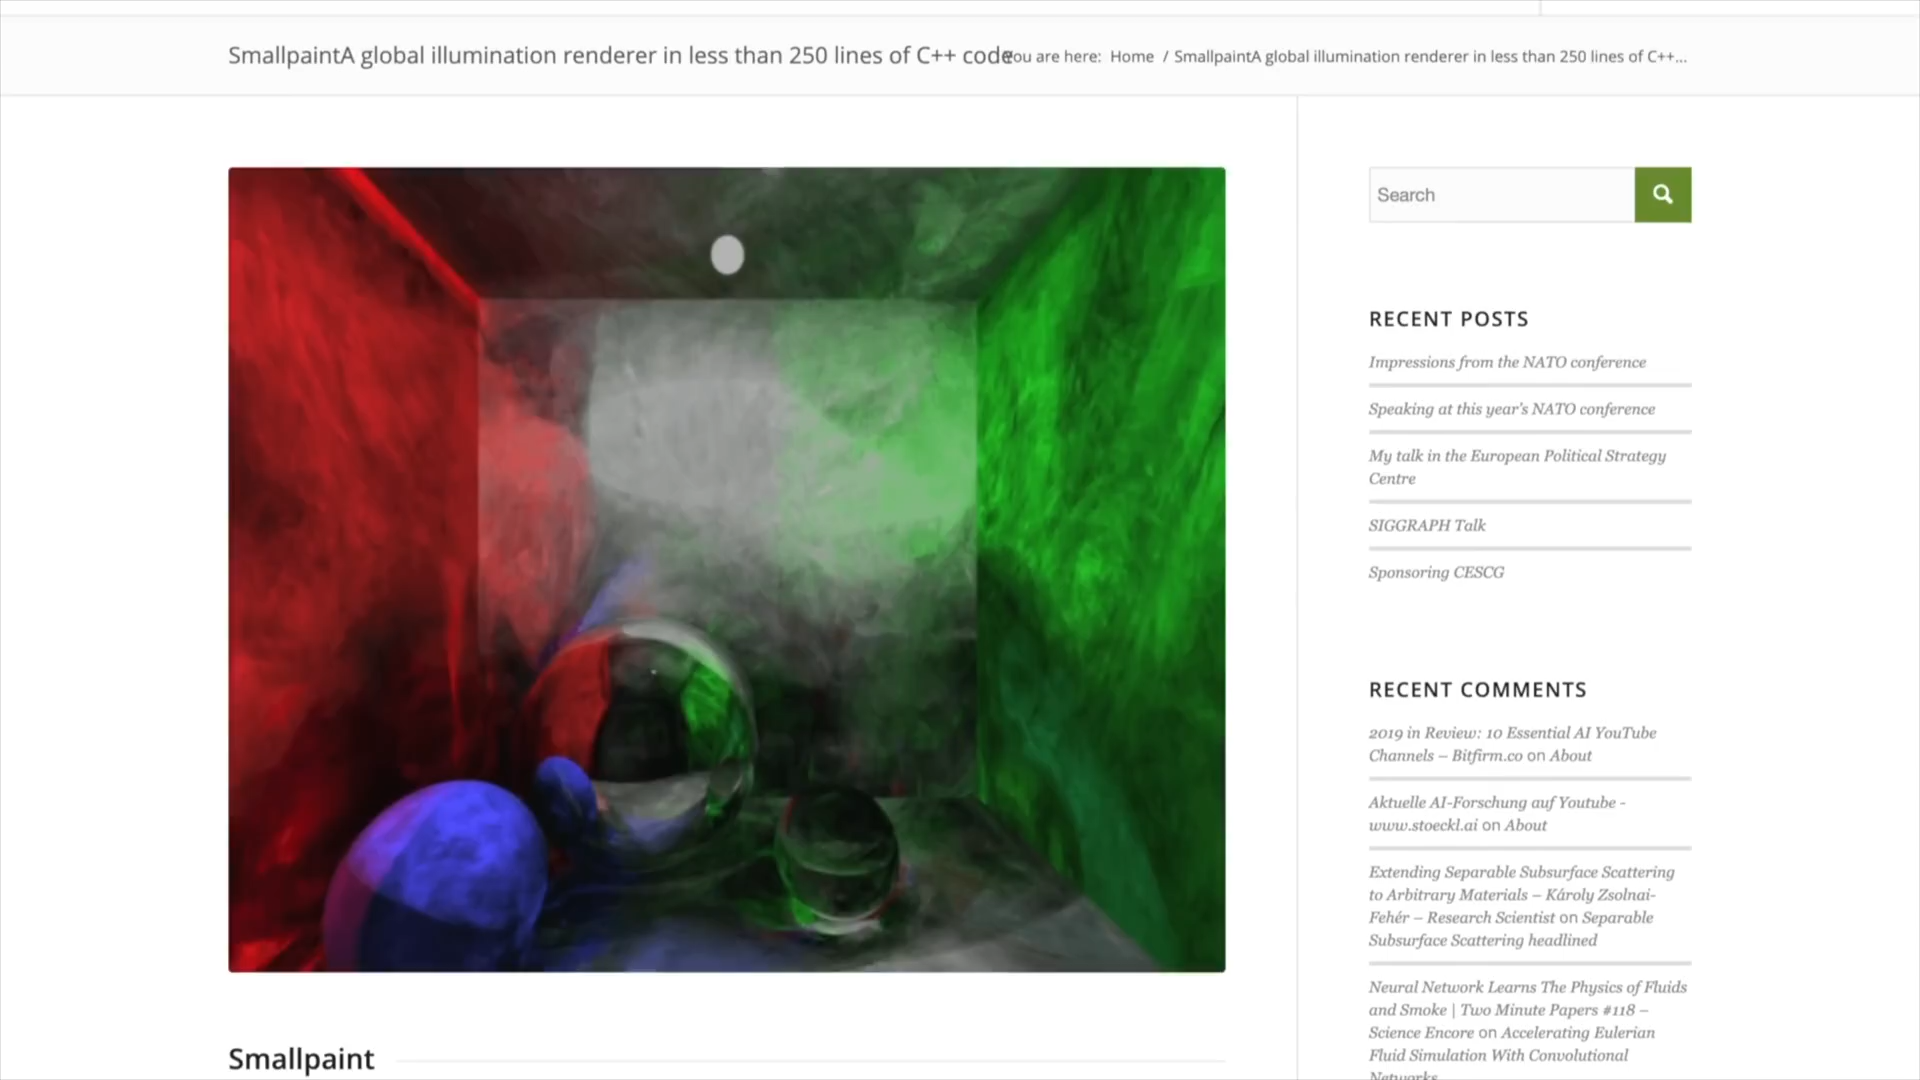 SmallpaintA global illumination renderer in less than 250 lines of C++ code
You are here: Home / SmallpaintA global illumination renderer in less than 250 lines of C++...
Search
RECENT POSTS
Impressions from the NATO conference
Speaking at this year's NATO conference
My talk in the European Political Strategy
Centre
SIGGRAPH Talk
Sponsoring CESCG
RECENT COMMENTS
2019 in Review: 10 Essential AI YouTube
Channels – Bitfirm.co on About
Aktuelle AI-Forschung auf Youtube -
www.stoeckl.ai on About
Extending Separable Subsurface Scattering
to Arbitrary Materials – Károly Zsolnai-
Fehér – Research Scientist on Separable
Subsurface Scattering headlined
Neural Network Learns The Physics of Fluids
and Smoke | Two Minute Papers #118 –
Science Encore on Accelerating Eulerian
Fluid Simulation With Convolutional
Networks
Smallpaint